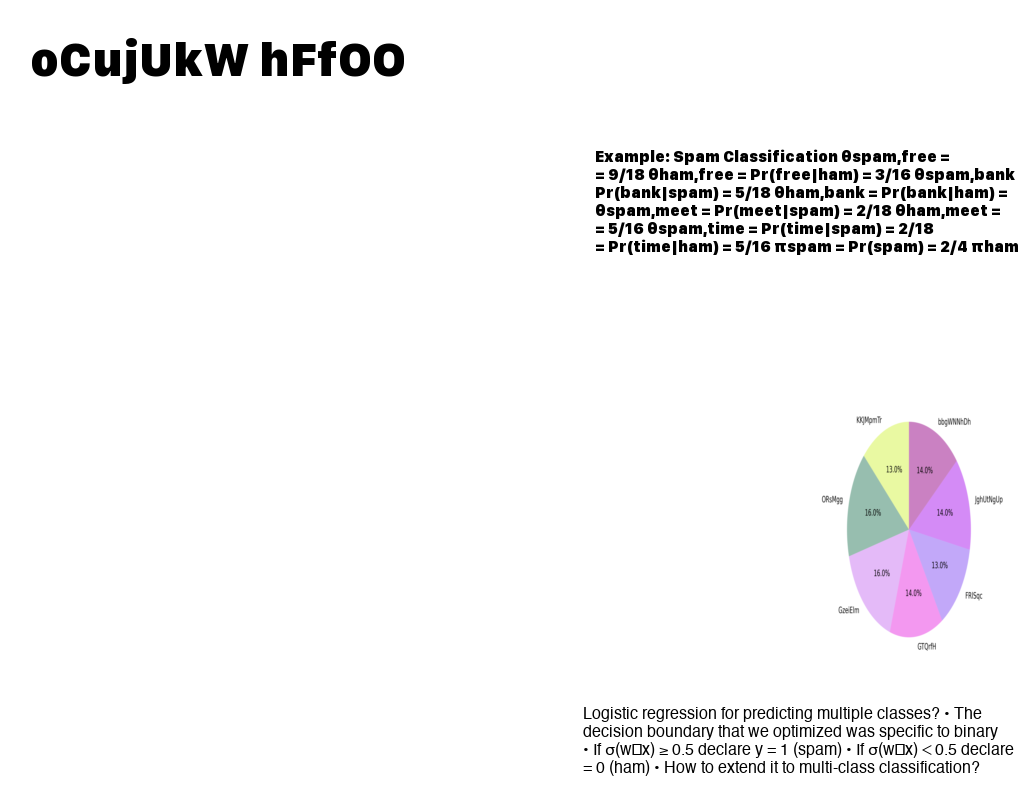 oCujUkW hFfOO
Example: Spam Classification θspam,free =
= 9/18 θham,free = Pr(free|ham) = 3/16 θspam,bank
Pr(bank|spam) = 5/18 θham,bank = Pr(bank|ham) =
θspam,meet = Pr(meet|spam) = 2/18 θham,meet =
= 5/16 θspam,time = Pr(time|spam) = 2/18
= Pr(time|ham) = 5/16 πspam = Pr(spam) = 2/4 πham
KKJMpmTr
bbgWNNhDh
13.0%
14.0%
ORsMgg
JghUtNgUp
16.0%
14.0%
13.0%
16.0%
14.0%
GTQrfH
Logistic regression for predicting multiple classes? • The
decision boundary that we optimized was specific to binary
• If σ(w□x) ≥ 0.5 declare y = 1 (spam) • If σ(w□x) < 0.5 declare
= 0 (ham) • How to extend it to multi-class classification?